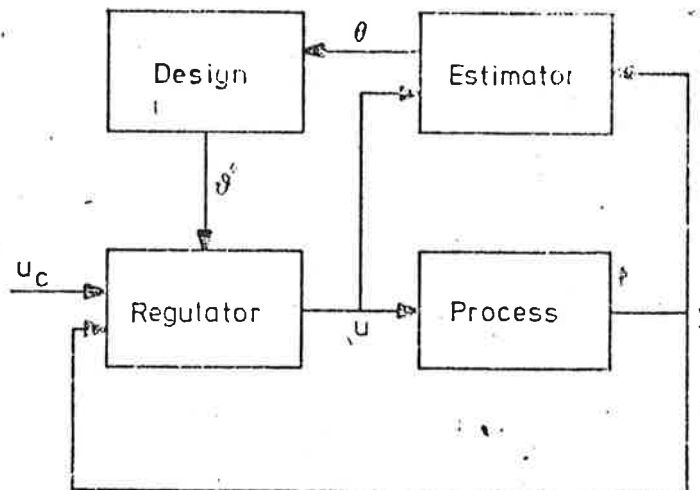 θ
Design
Estimator
ϑ
u_c
Regulator
u
Process